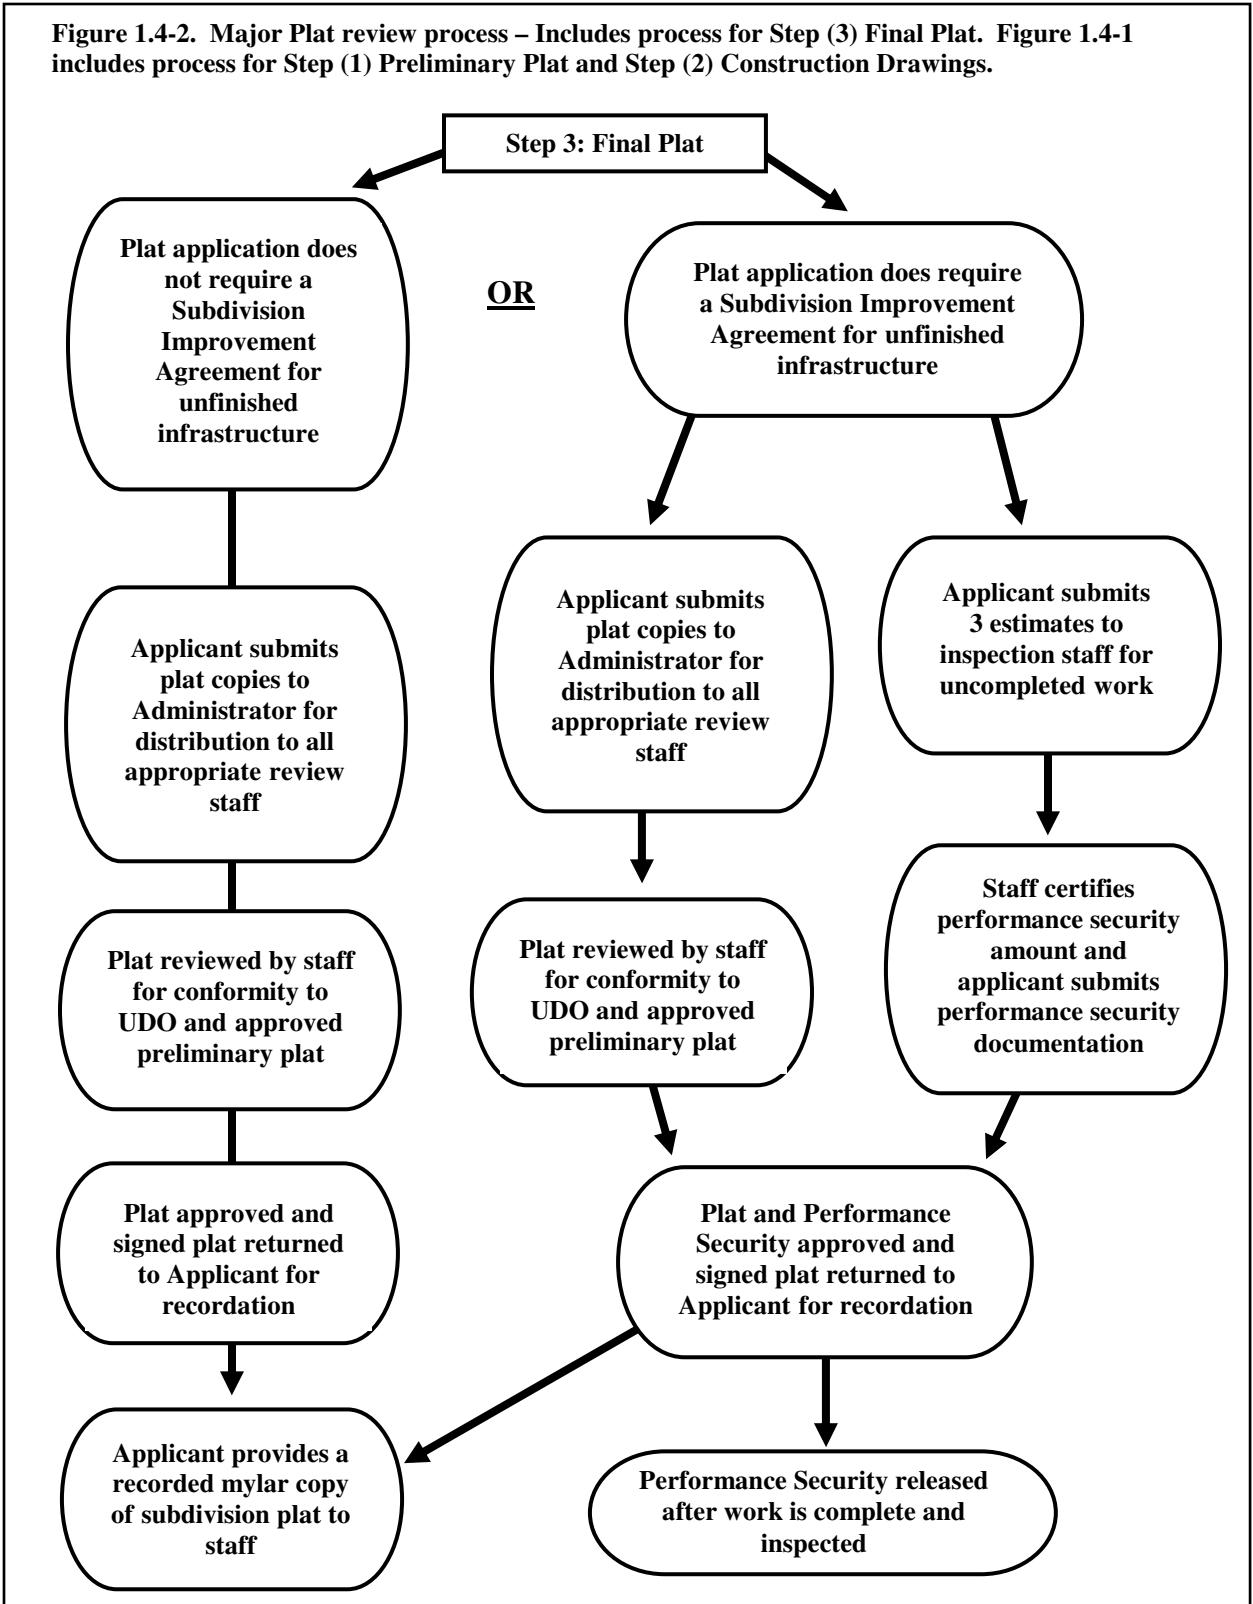 Figure 1.4-2. Major Plat review process – Includes process for Step (3) Final Plat. Figure 1.4-1
includes process for Step (1) Preliminary Plat and Step (2) Construction Drawings.
Step 3: Final Plat
Plat application does
not require a
Subdivision
Improvement
Agreement for
unfinished
infrastructure
OR
Plat application does require
a Subdivision Improvement
Agreement for unfinished
infrastructure
Applicant submits
plat copies to
Administrator for
distribution to all
appropriate review
staff
Applicant submits
plat copies to
Administrator for
distribution to all
appropriate review
staff
Applicant submits
3 estimates to
inspection staff for
uncompleted work
Plat reviewed by staff
for conformity to
UDO and approved
preliminary plat
Plat reviewed by staff
for conformity to
UDO and approved
preliminary plat
Staff certifies
performance security
amount and
applicant submits
performance security
documentation
Plat approved and
signed plat returned
to Applicant for
recordation
Plat and Performance
Security approved and
signed plat returned to
Applicant for recordation
Applicant provides a
recorded mylar copy
of subdivision plat to
staff
Performance Security released
after work is complete and
inspected